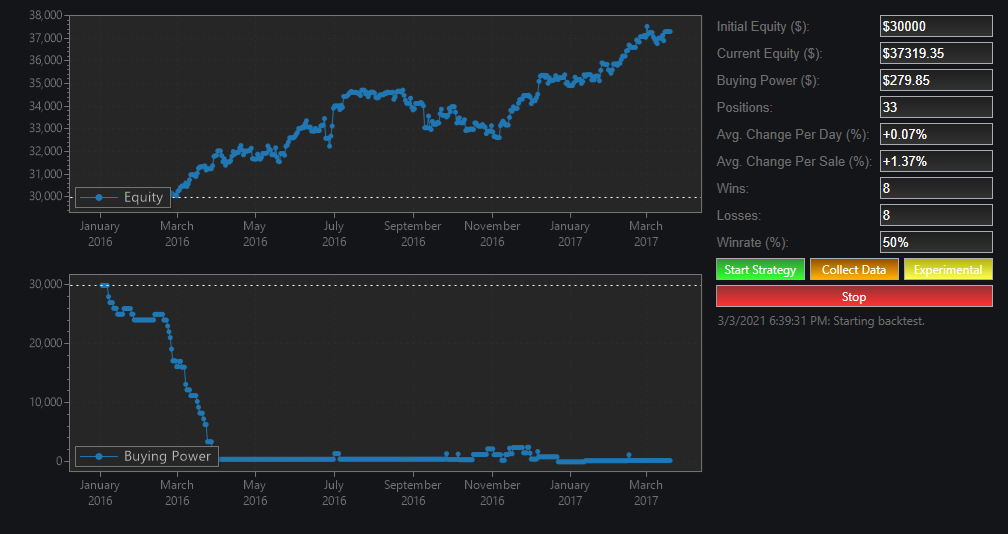 38,000
37,000
36,000
35,000
34,000
33,000
32,000
31,000
30,000
Equity
January March May July September November January March
2016 2016 2016 2016 2016 2016 2017 2017
30,000
20,000
10,000
0
Buying Power
January March May July September November January March
2016 2016 2016 2016 2016 2016 2017 2017
Initial Equity ($): $30000
Current Equity ($): $37319.35
Buying Power ($): $279.85
Positions: 33
Avg. Change Per Day (%): +0.07%
Avg. Change Per Sale (%): +1.37%
Wins: 8
Losses: 8
Winrate (%): 50%
Start Strategy Collect Data Experimental
Stop
3/3/2021 6:39:31 PM: Starting backtest.